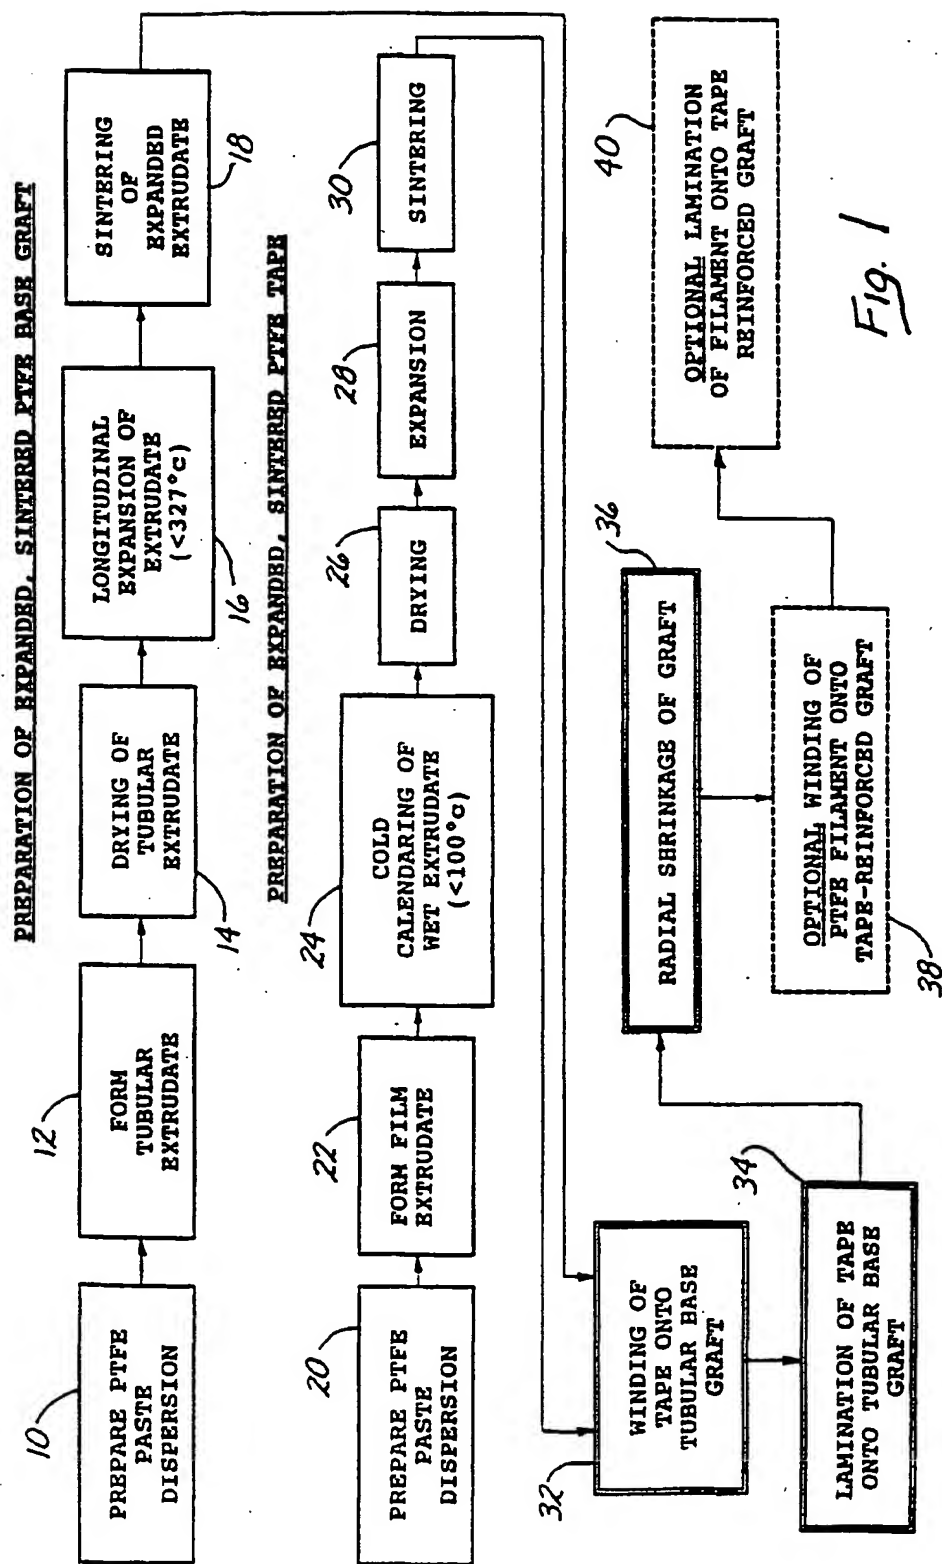 PREPARATION OF EXPANDED, SINTERED PTFE BASE GRAFT
10
PREPARE PTFE
PASTE
DISPERSION
12
FORM
TUBULAR
EXTRUDATE
DRYING OF
TUBULAR
EXTRUDATE
14
LONGITUDINAL
EXPANSION OF
EXTRUDATE
(<327°C)
16
SINTERING
OF
EXPANDED
EXTRUDATE
18
PREPARATION OF EXPANDED, SINTERED PTFE TAPE
20
PREPARE PTFE
PASTE
DISPERSION
22
FORM FILM
EXTRUDATE
24
COLD
CALENDARING OF
WET EXTRUDATE
(<100°C)
26
DRYING
28
EXPANSION
30
SINTERING
32
WINDING OF
TAPE ONTO
TUBULAR BASE
GRAFT
34
LAMINATION OF TAPE
ONTO TUBULAR BASE
GRAFT
36
RADIAL SHRINKAGE OF GRAFT
OPTIONAL WINDING OF
PTFE FILAMENT ONTO
TAPE-REINFORCED GRAFT
38
40
OPTIONAL LAMINATION
OF FILAMENT ONTO TAPE
REINFORCED GRAFT
Fig. 1